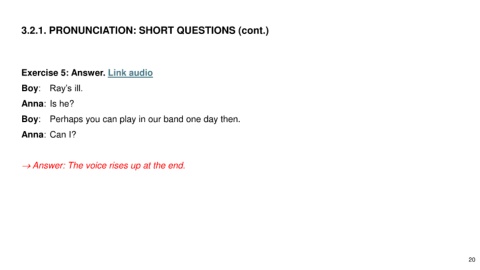 3.2.1. PRONUNCIATION: SHORT QUESTIONS (cont.)
Exercise 5: Answer. Link audio
Boy: Ray's ill.
Anna: Is he?
Boy: Perhaps you can play in our band one day then.
Anna: Can I?
→ Answer: The voice rises up at the end.
20